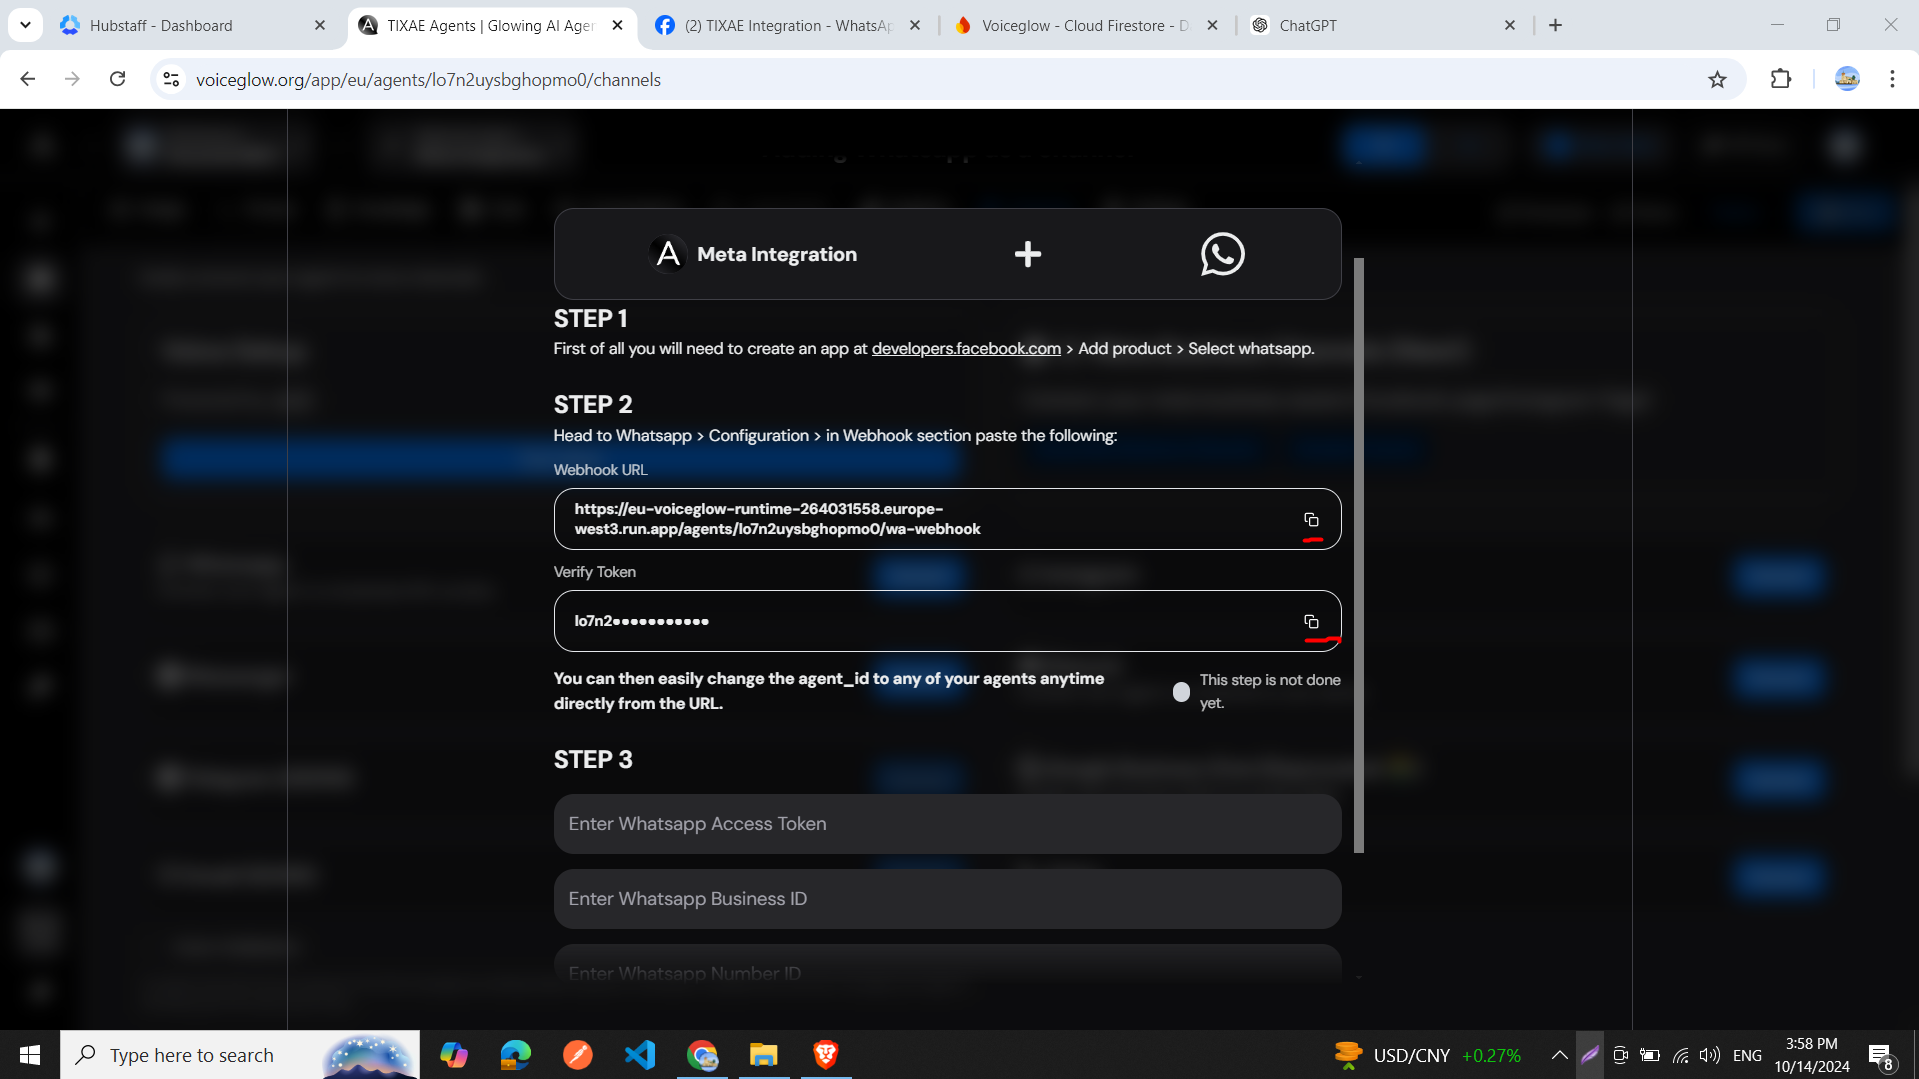 Hubstaff - Dashboard
TIXAE Agents | Glowing AI Agen
(2) TIXAE Integration - WhatsAp
Voiceglow - Cloud Firestore - D
ChatGPT
voiceglow.org/app/eu/agents/lo7n2uysbghopmo0/channels
Meta Integration
STEP 1
First of all you will need to create an app at developers.facebook.com > Add product > Select whatsapp.
STEP 2
Head to Whatsapp > Configuration > in Webhook section paste the following:
Webhook URL
https://eu-voiceglow-runtime-264031558.europe-
west3.run.app/agents/lo7n2uysbghopmo0/wa-webhook
Verify Token
lo7n2•••••••••••
You can then easily change the agent_id to any of your agents anytime
directly from the URL.
This step is not done
yet.
STEP 3
Enter Whatsapp Access Token
Enter Whatsapp Business ID
Enter Whatsapp Number ID
Type here to search
USD/CNY +0.27%
ENG
3:58 PM
10/14/2024
8